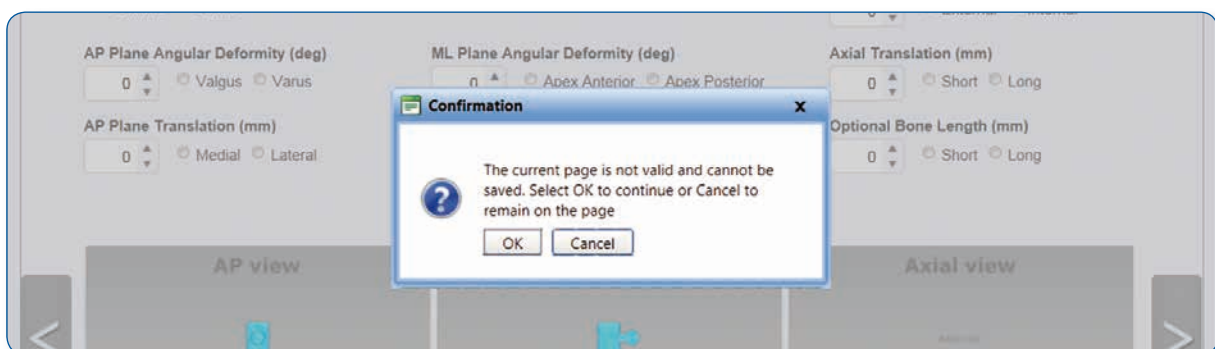 AP Plane Angular Deformity (deg) ML Plane Angular Deformity (deg) Axial Translation (mm)
0 Valgus Varus 0 Apex Anterior Apex Posterior 0 Short Long
Confirmation x
AP Plane Translation (mm) Optional Bone Length (mm)
0 Medial Lateral 0 Short Long
The current page is not valid and cannot be
saved. Select OK to continue or Cancel to
remain on the page
OK Cancel
AP view Axial view
< >